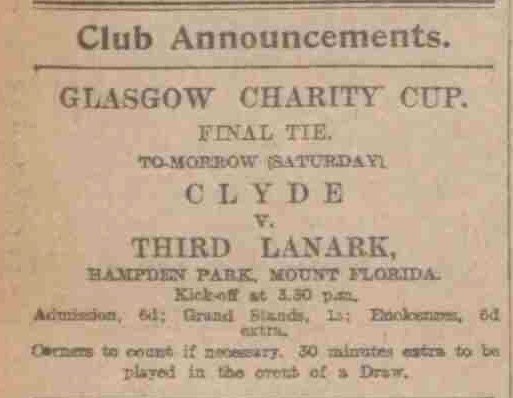 Club Announcements.
GLASGOW CHARITY CUP.
FINAL TIE.
TO-MORROW (SATURDAY).
CLYDE
V.
THIRD LANARK,
HAMPDEN PARK, MOUNT FLORIDA.
Kick-off at 3.30 p.m.
Admission, 6d; Grand Stands, 1s; Enclosures, 6d
extra.
Corners to count if necessary. 30 minutes extra to be
played in the event of a Draw.